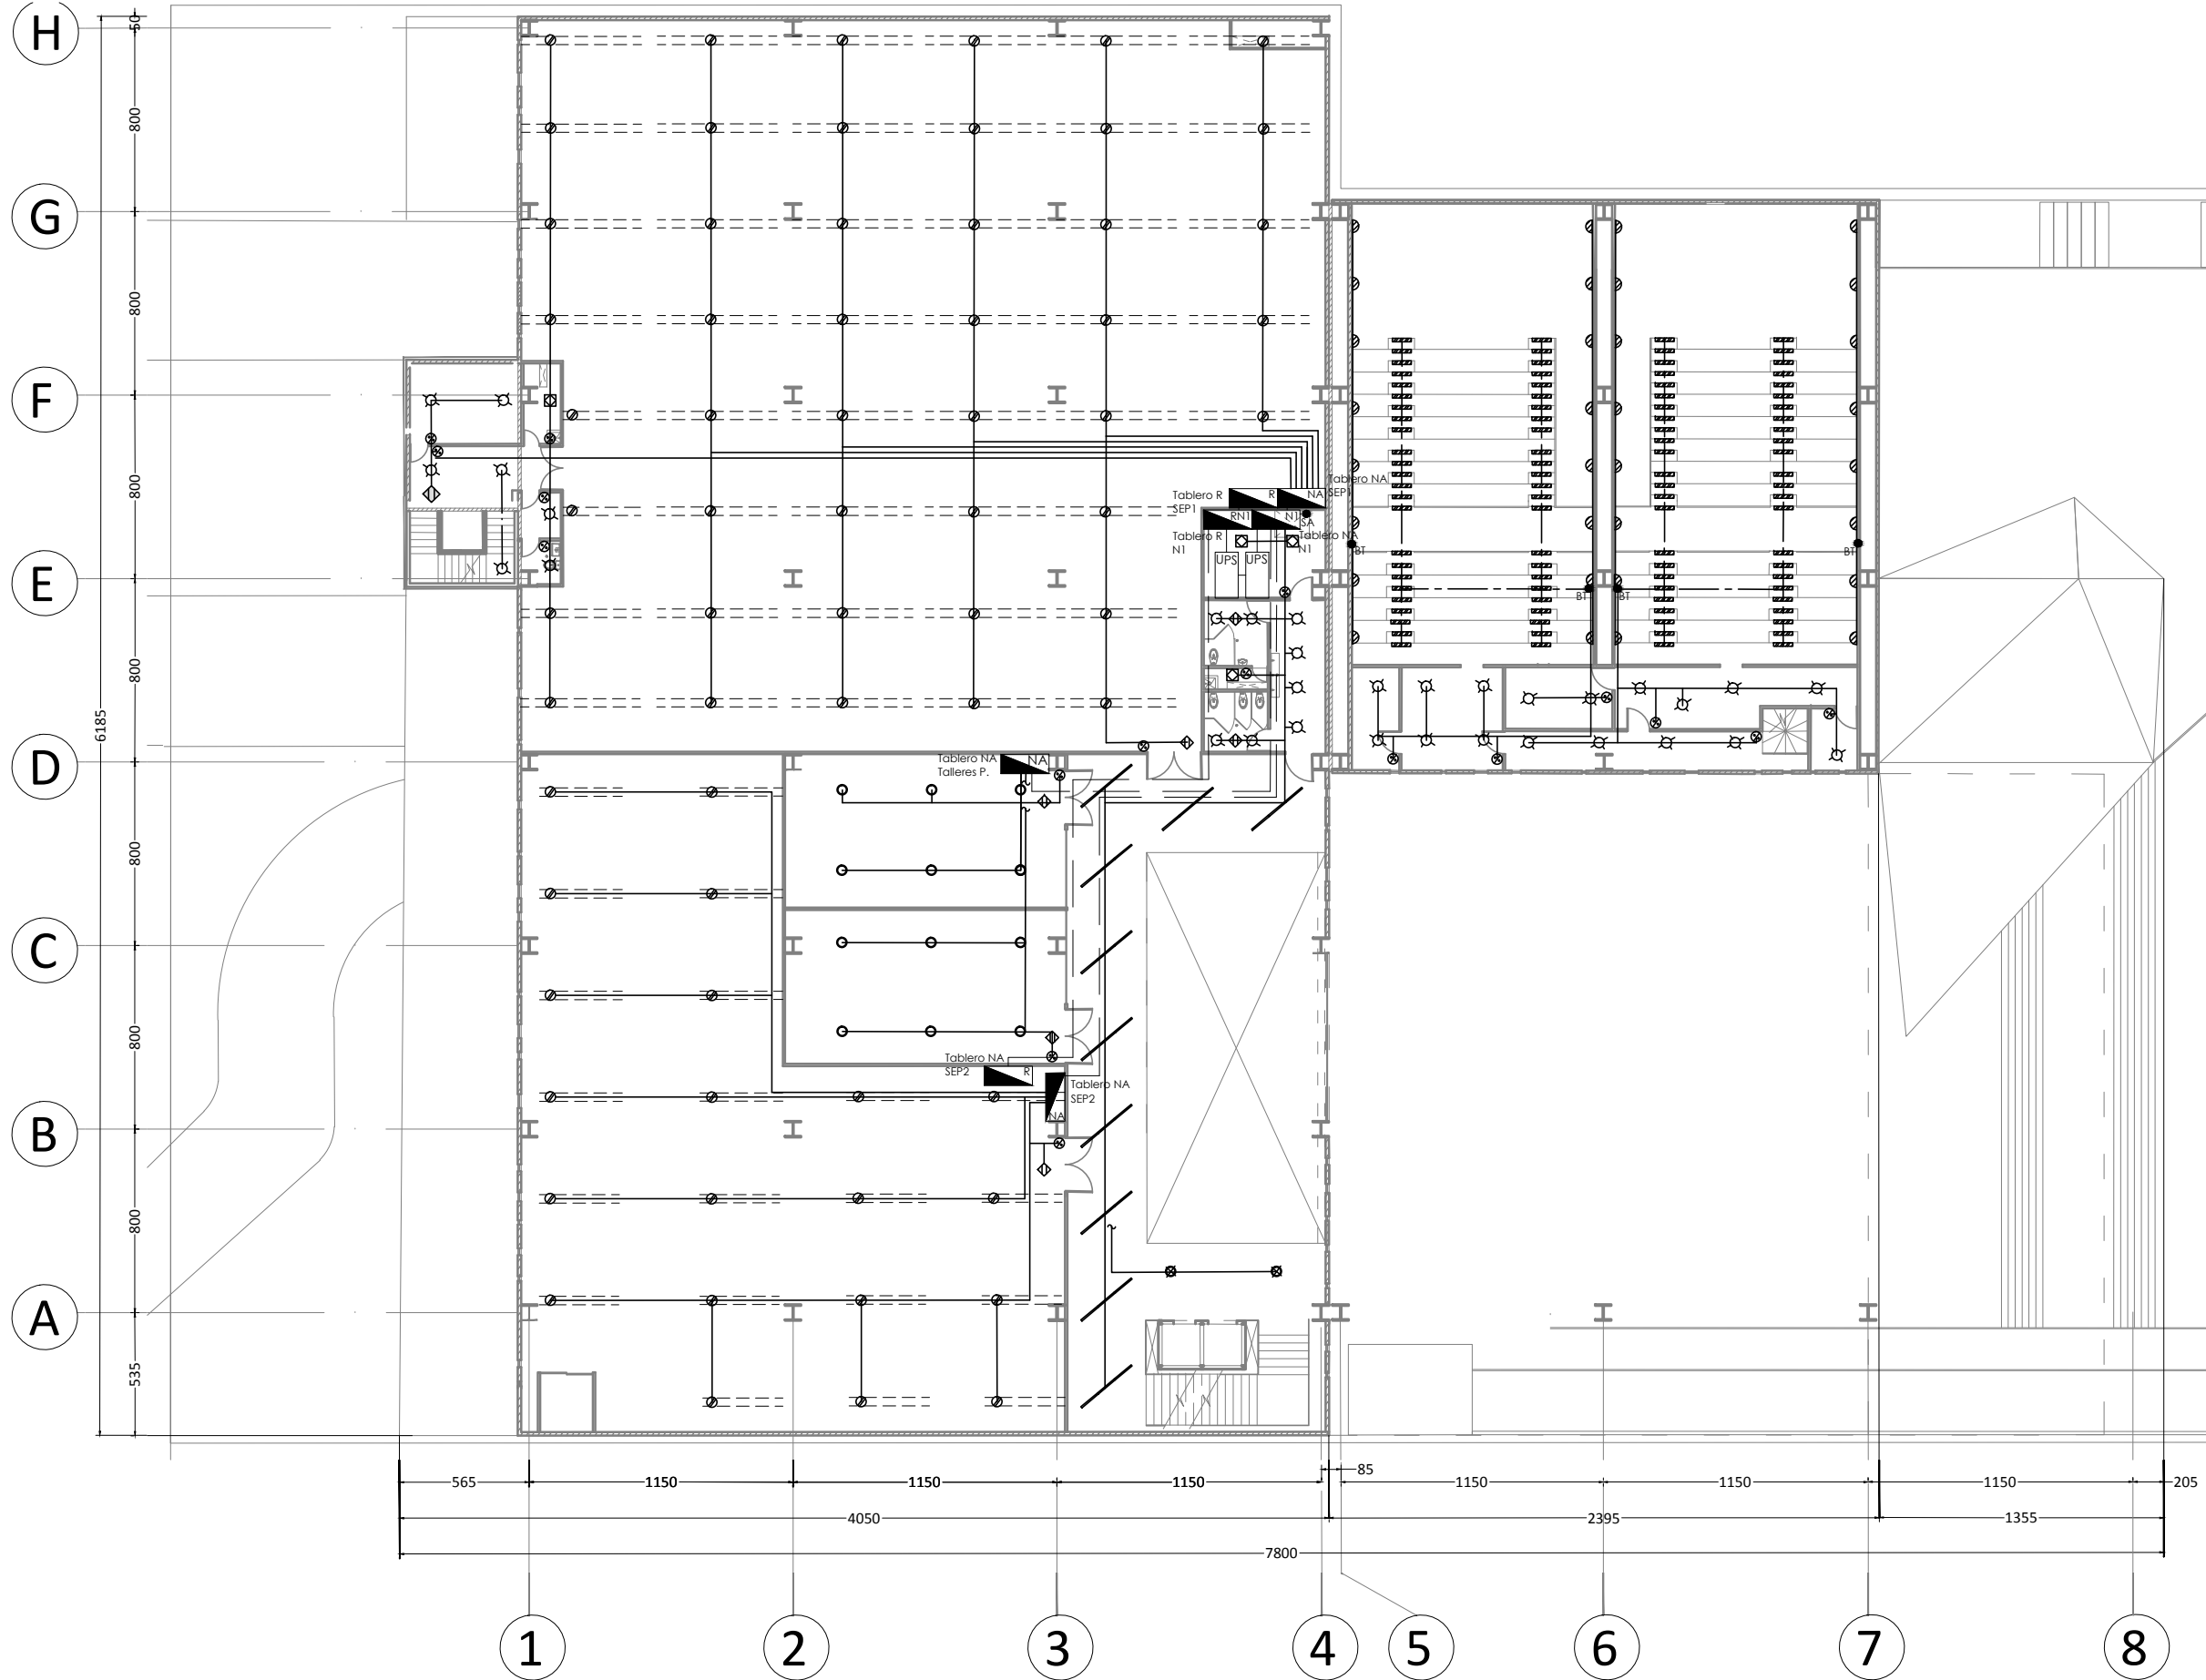 H
G
F
E
D
C
B
A
50
800
800
800
800
800
800
800
535
6185
Tablero R
SEP1
R
NA
Tablero NA
SEP1
RN1
N1
SA
Tablero R
N1
Tablero NA
N1
UPS
UPS
BT
BT
BT
BT
Tablero NA
Talleres P.
NA
Tablero NA
SEP2
R
Tablero NA
SEP2
NA
565
1150
1150
1150
85
1150
1150
1150
205
4050
2395
1355
7800
1
2
3
4
5
6
7
8